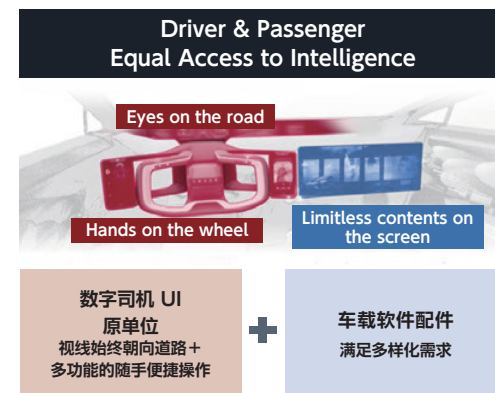 Driver & Passenger
Equal Access to Intelligence
Eyes on the road
Hands on the wheel
Limitless contents on
the screen
数字司机 UI
原单位
视线始终朝向道路＋
多功能的随手便捷操作
车载软件配件
满足多样化需求